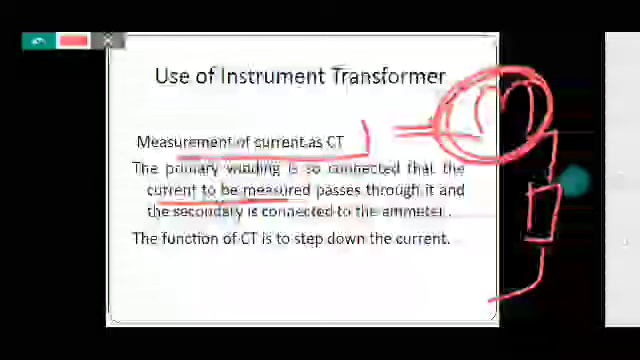 Use of Instrument Transformer
Measurement of current as CT
The primary winding is so connected that the
current to be measured passes through it and
the secondary is connected to the ammeter.
The function of CT is to step down the current.